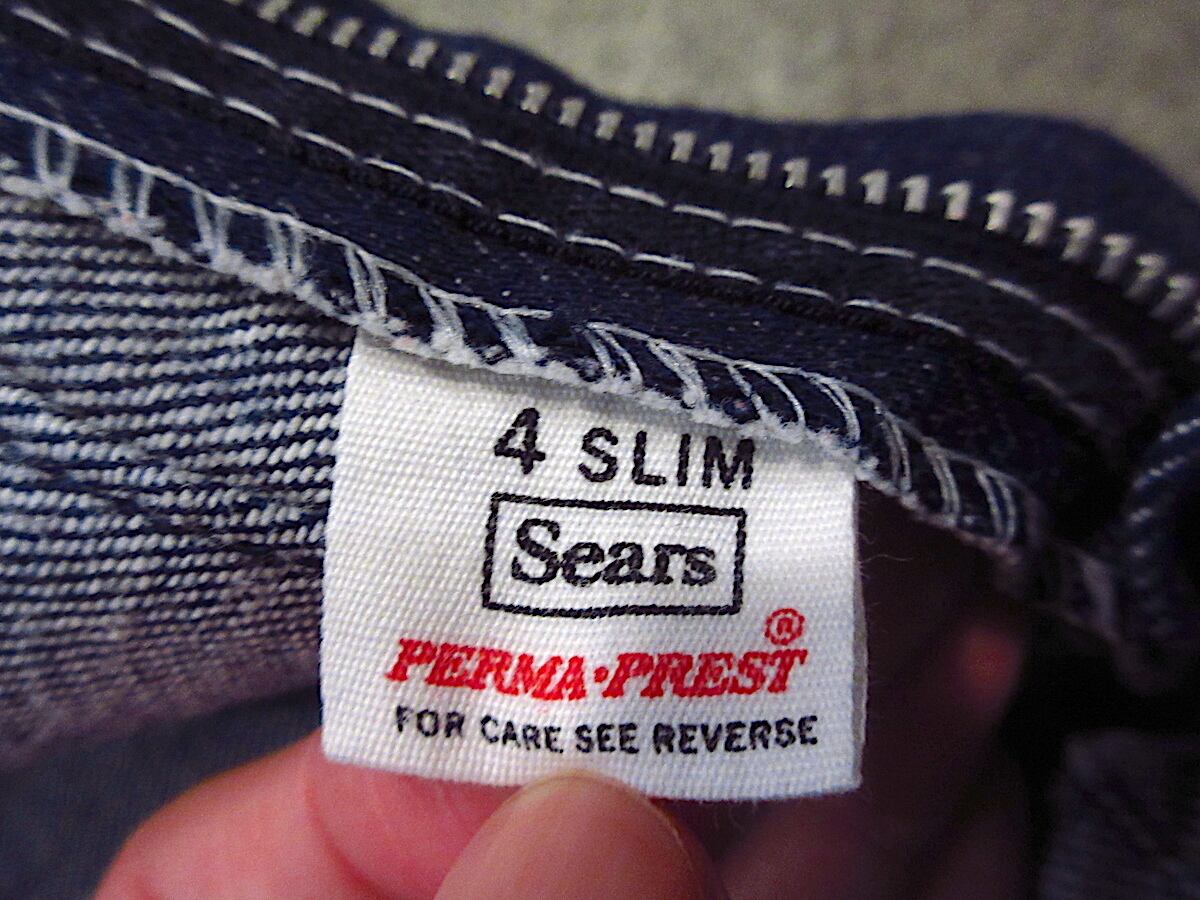 4 SLIM
Sears
PERMA·PREST®
FOR CARE SEE REVERSE